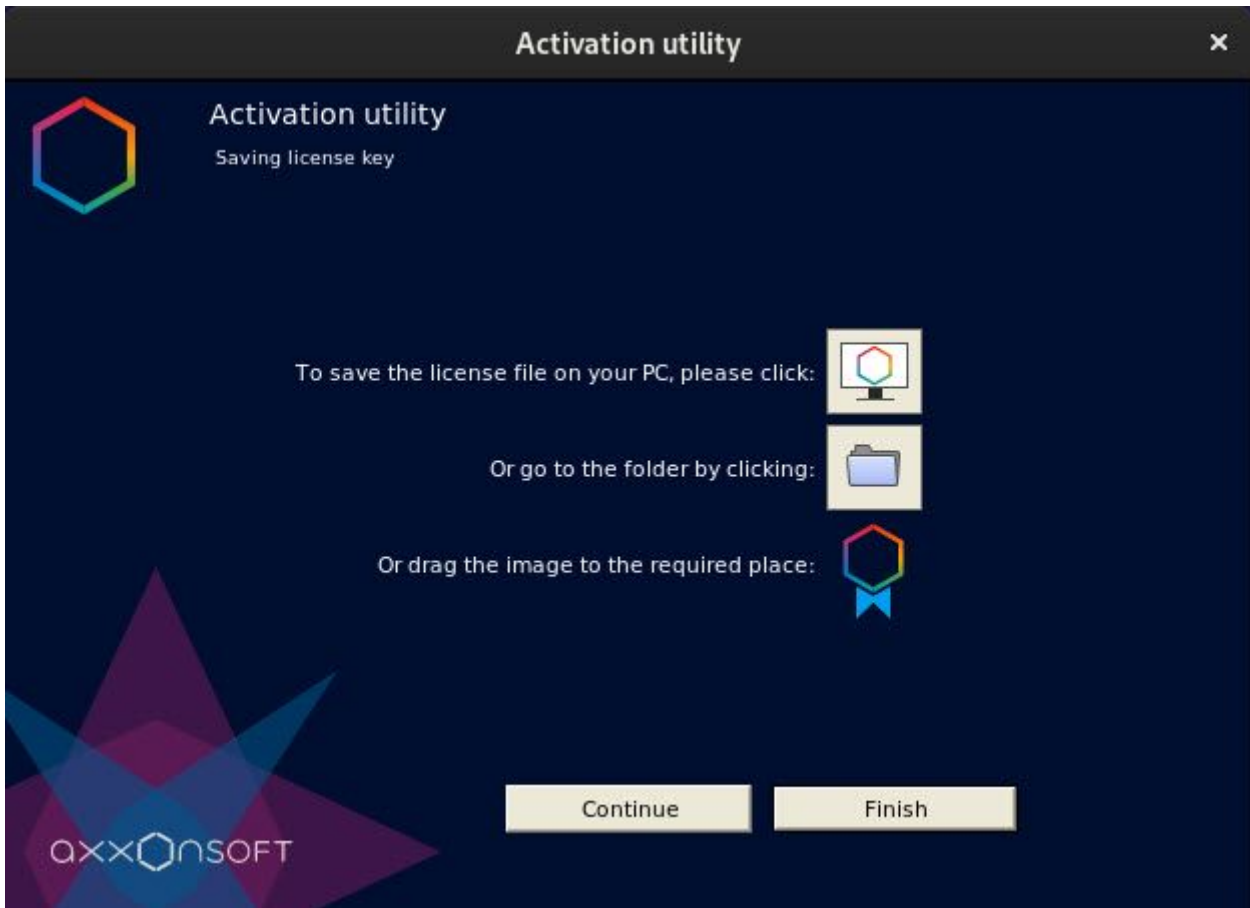 Activation utility
Activation utility
Saving license key
To save the license file on your PC, please click:
Or go to the folder by clicking:
Or drag the image to the required place:
Continue
Finish
axxonsoft